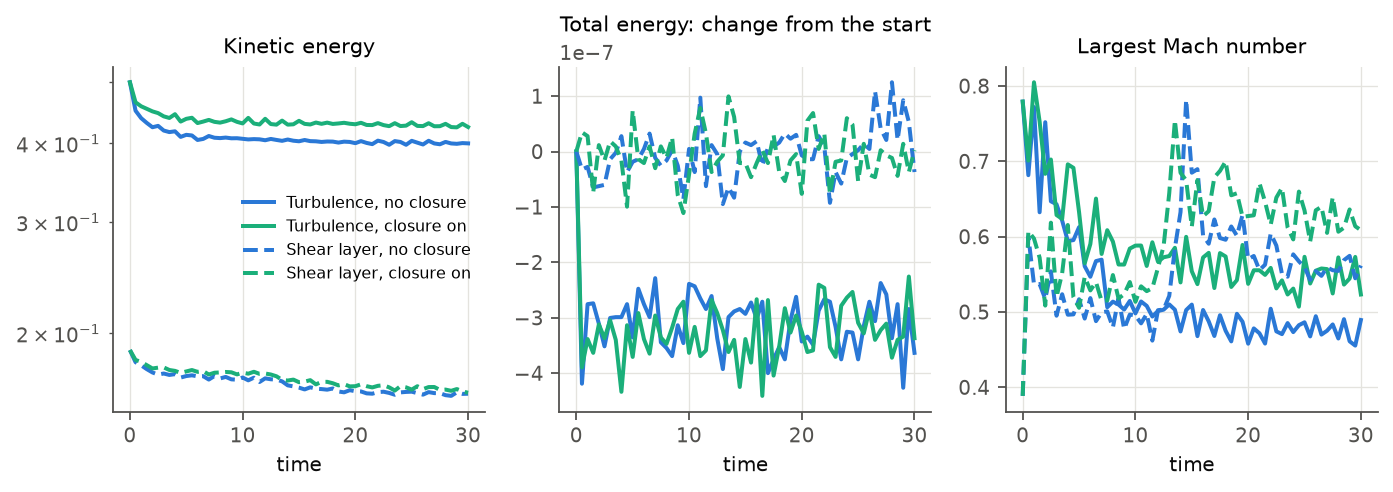 Kinetic energy
4 × 10⁻¹
3 × 10⁻¹
2 × 10⁻¹
Turbulence, no closure
Turbulence, closure on
Shear layer, no closure
Shear layer, closure on
0 10 20 30
time
Total energy: change from the start
1e−7
1
0
−1
−2
−3
−4
0 10 20 30
time
Largest Mach number
0.8
0.7
0.6
0.5
0.4
0 10 20 30
time